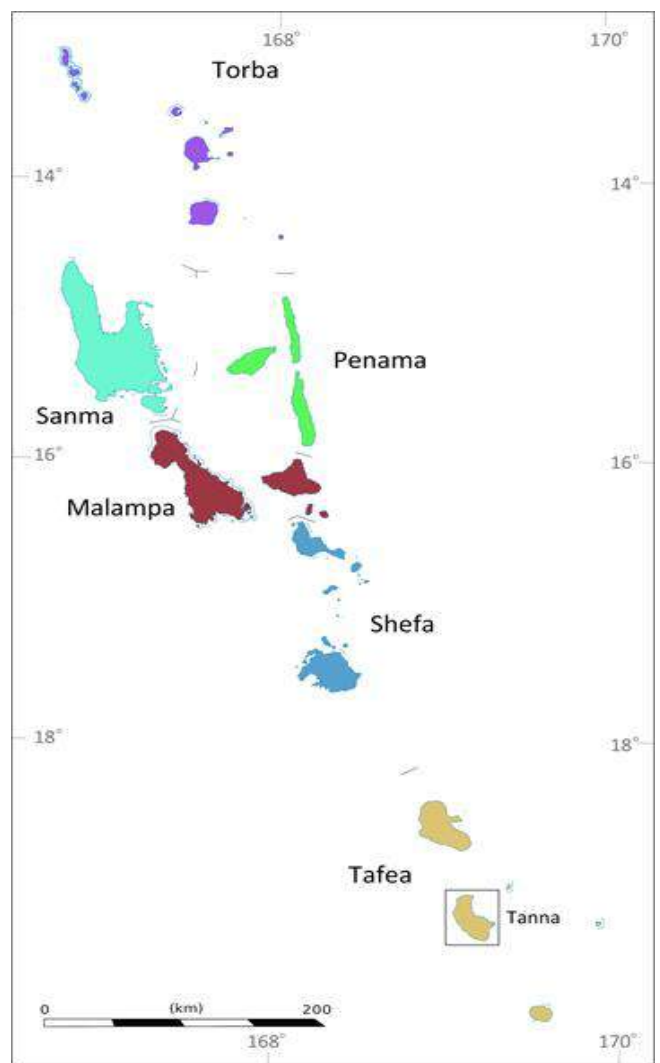 168°
170°
Torba
14°
14°
Penama
Sanma
16°
16°
Malampa
Shefa
18°
18°
Tafea
Tanna
0
(km)
200
168°
170°